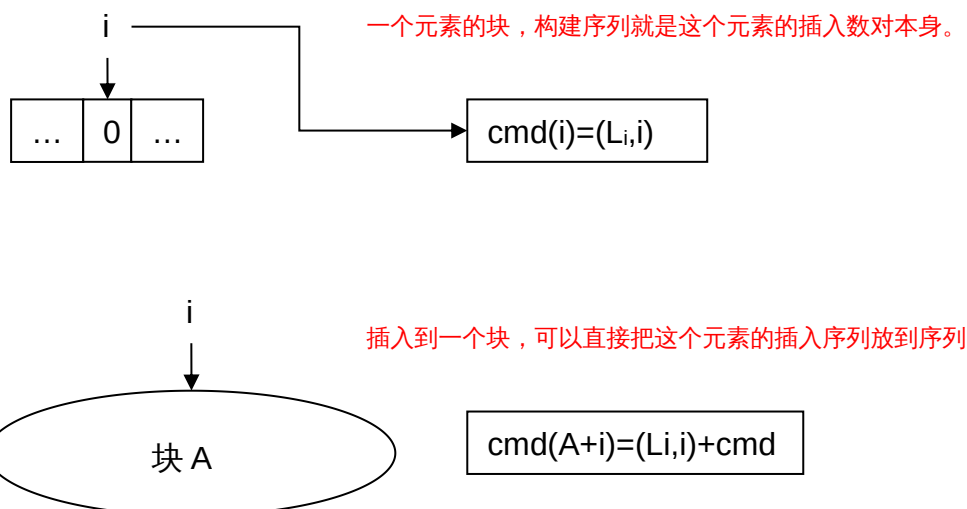 i
一个元素的块，构建序列就是这个元素的插入数对本身。
… 0 …
cmd(i)=(Lᵢ,i)
i
插入到一个块，可以直接把这个元素的插入序列放到序列
块 A
cmd(A+i)=(Li,i)+cmd